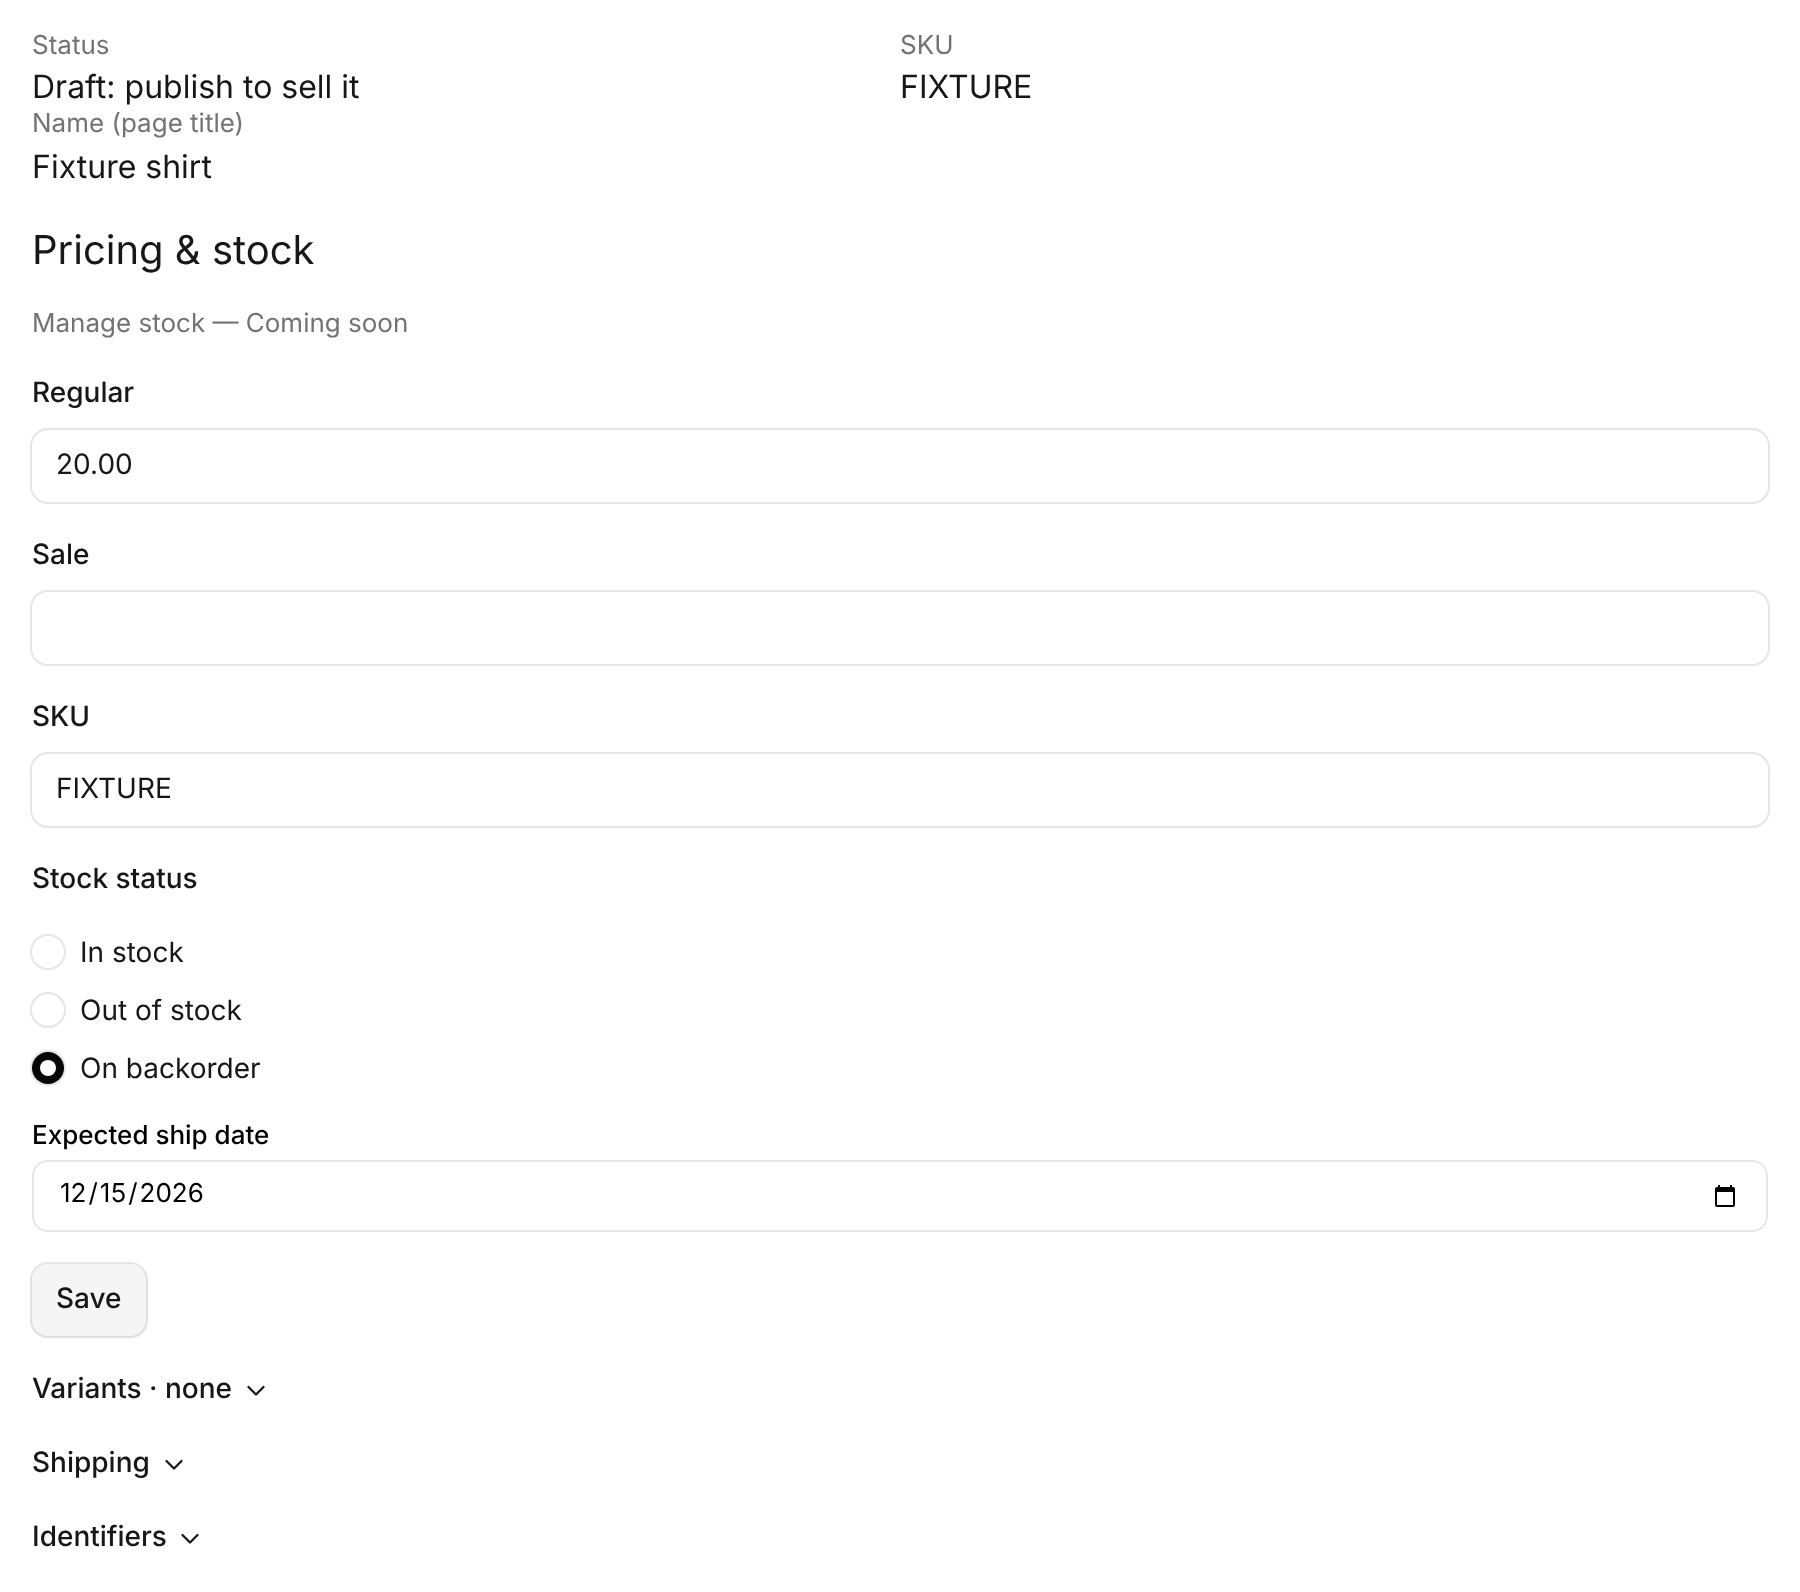 Status
Draft: publish to sell it
SKU
FIXTURE
Name (page title)
Fixture shirt
Pricing & stock
Manage stock — Coming soon
Regular
20.00
Sale
SKU
FIXTURE
Stock status
In stock
Out of stock
On backorder
Expected ship date
12/15/2026
Save
Variants · none
Shipping
Identifiers